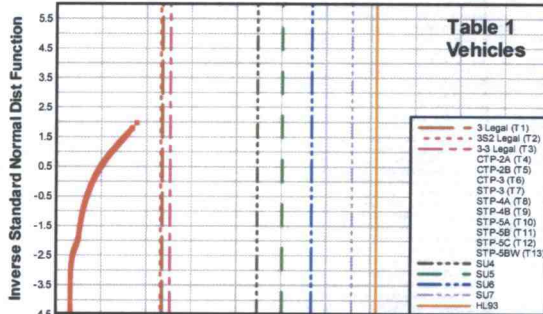 Table 1
Vehicles
Inverse Standard Normal Dist Function
5.5
4.5
3.5
2.5
1.5
0.5
-0.5
-1.5
-2.5
-3.5
-4.5
3 Legal (T1)
3S2 Legal (T2)
3-3 Legal (T3)
CTP-2A (T4)
CTP-2B (T5)
CTP-3 (T6)
STP-3 (T7)
STP-4A (T8)
STP-4B (T9)
STP-5A (T10)
STP-5B (T11)
STP-5C (T12)
STP-5BW (T13)
SU4
SU5
SU6
SU7
HL93